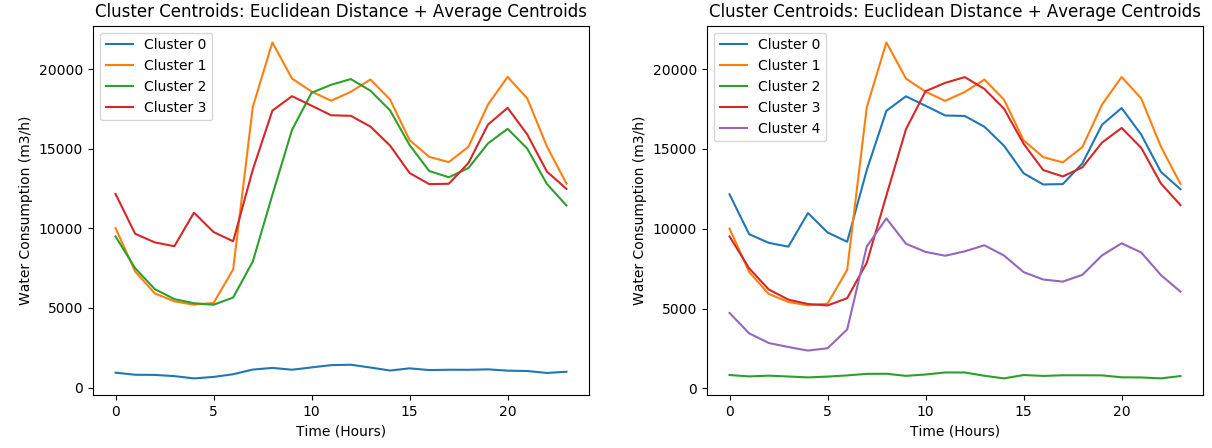 Cluster Centroids: Euclidean Distance + Average Centroids
Cluster 0
Cluster 1
Cluster 2
Cluster 3
20000
15000
10000
5000
0
Water Consumption (m3/h)
0 5 10 15 20
Time (Hours)
Cluster Centroids: Euclidean Distance + Average Centroids
Cluster 0
Cluster 1
Cluster 2
Cluster 3
Cluster 4
20000
15000
10000
5000
0
Water Consumption (m3/h)
0 5 10 15 20
Time (Hours)